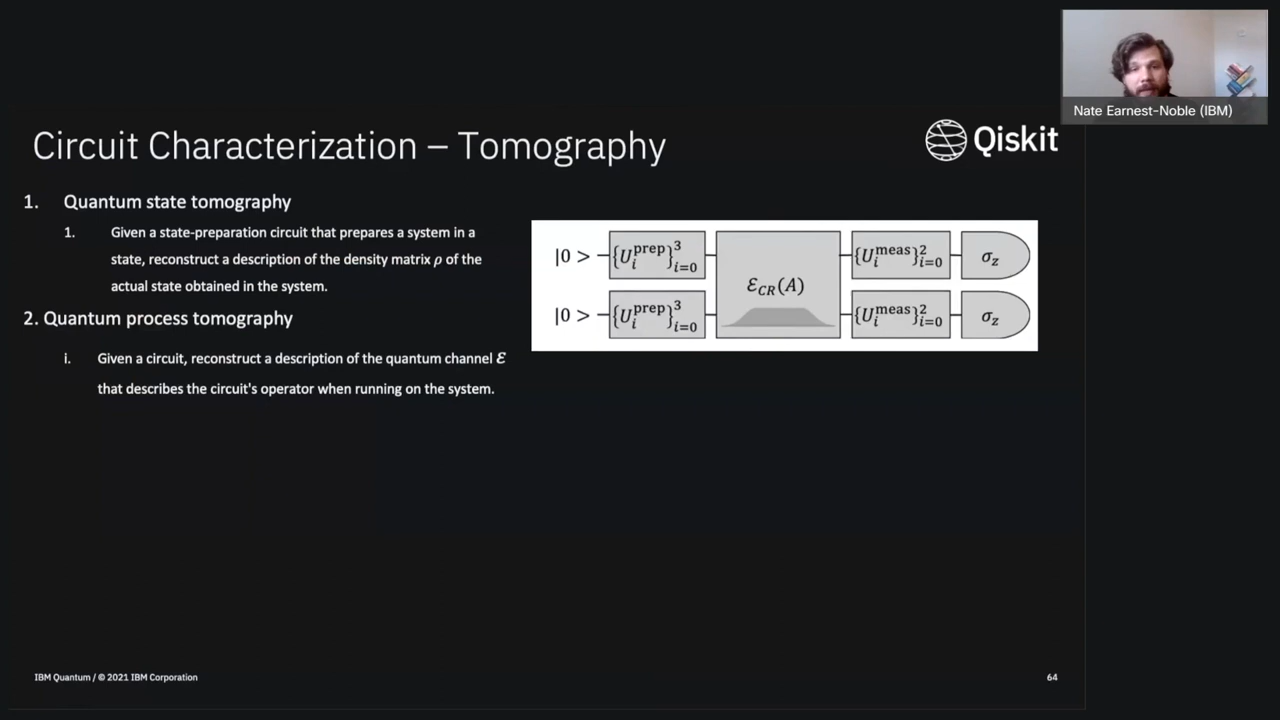 Nate Earnest-Noble (IBM)
Circuit Characterization – Tomography
Qiskit
1. Quantum state tomography
1. Given a state-preparation circuit that prepares a system in a
state, reconstruct a description of the density matrix ρ of the
actual state obtained in the system.
2. Quantum process tomography
i. Given a circuit, reconstruct a description of the quantum channel ℰ
that describes the circuit's operator when running on the system.
|0 > {U_i^prep}_{i=0}^3 ℰ_CR(A) {U_i^meas}_{i=0}^2 σ_z
|0 > {U_i^prep}_{i=0}^3 {U_i^meas}_{i=0}^2 σ_z
IBM Quantum / © 2021 IBM Corporation
64